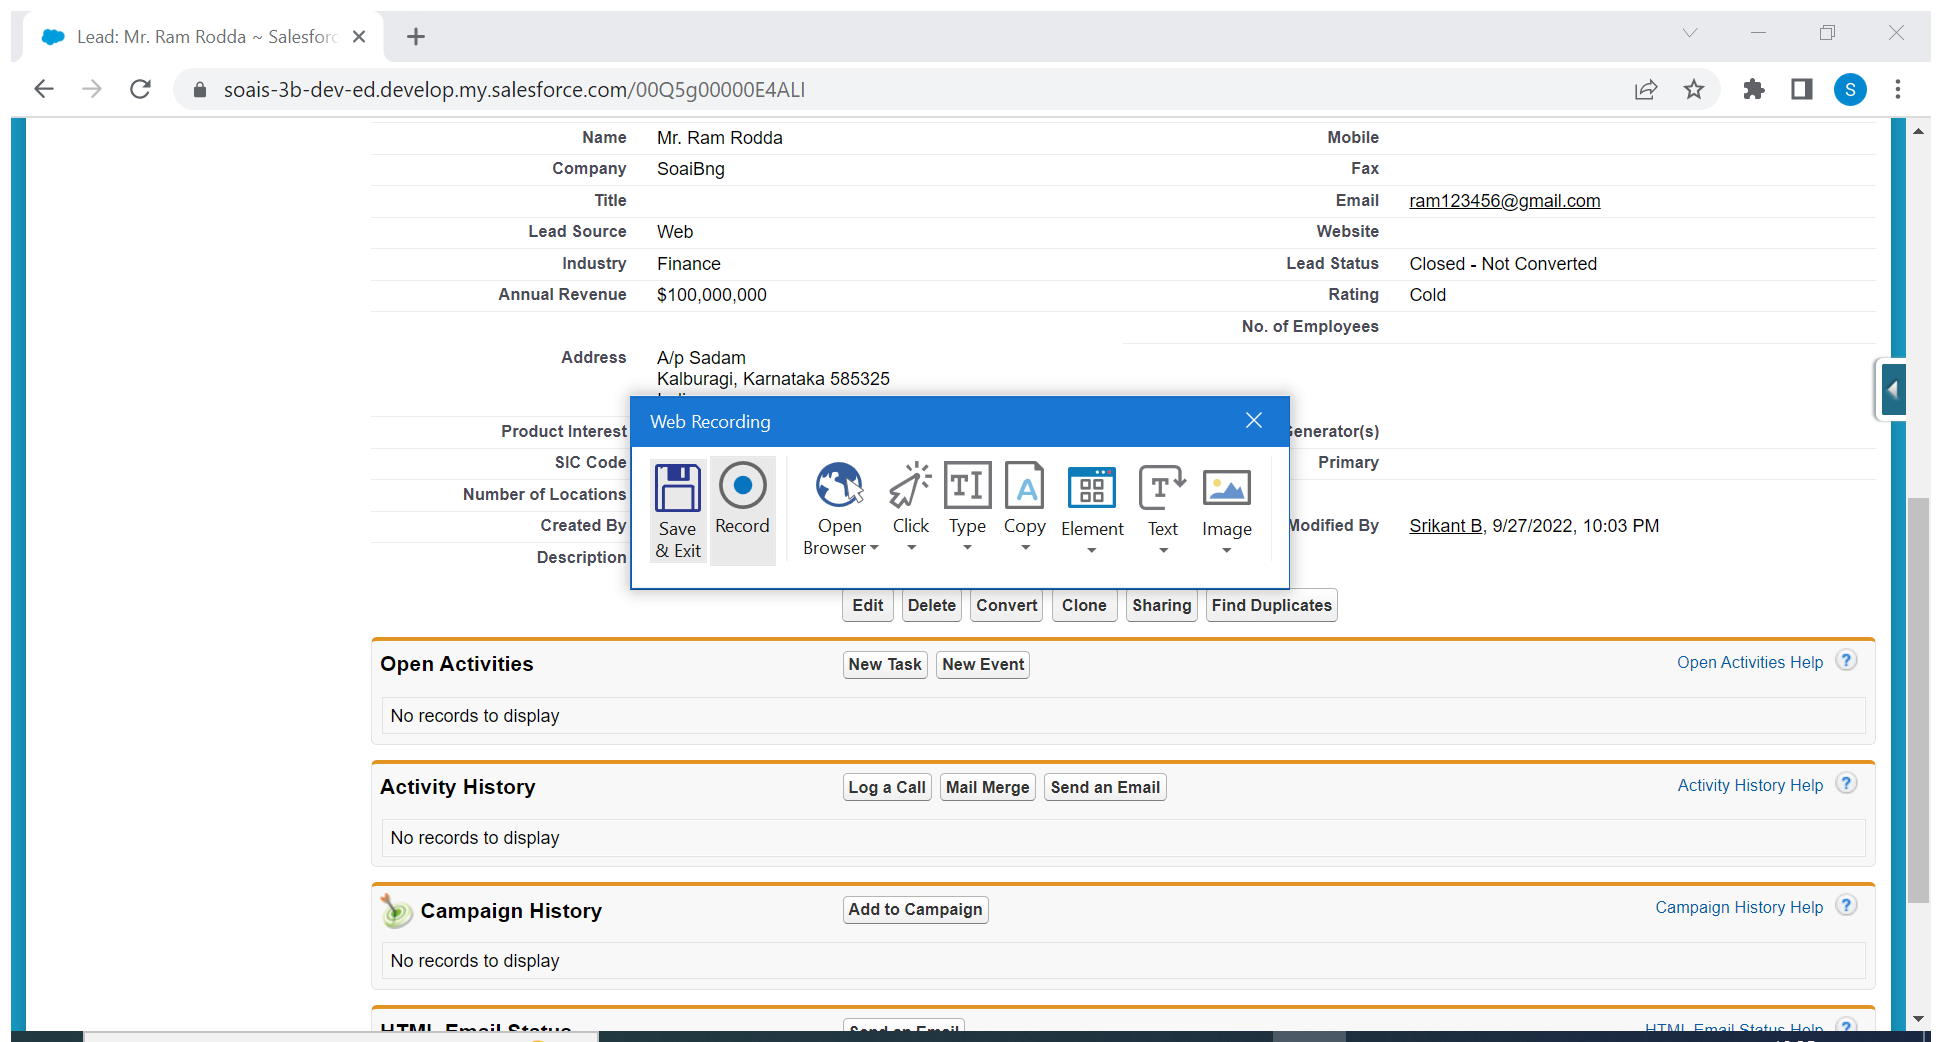 Lead: Mr. Ram Rodda ~ Salesforc
soais-3b-dev-ed.develop.my.salesforce.com/00Q5g00000E4ALI
S
Name Mr. Ram Rodda Mobile
Company SoaiBng Fax
Title Email ram123456@gmail.com
Lead Source Web Website
Industry Finance Lead Status Closed - Not Converted
Annual Revenue $100,000,000 Rating Cold
No. of Employees
Address A/p Sadam
Kalburagi, Karnataka 585325
Web Recording
Product Interest Generator(s)
SIC Code Primary
Number of Locations
Created By Modified By Srikant B, 9/27/2022, 10:03 PM
Description
Save
& Exit
Record
Open
Browser
Click
Type
Copy
Element
Text
Image
Edit Delete Convert Clone Sharing Find Duplicates
Open Activities New Task New Event Open Activities Help ?
No records to display
Activity History Log a Call Mail Merge Send an Email Activity History Help ?
No records to display
Campaign History Add to Campaign Campaign History Help ?
No records to display
HTML Email Status Send an Email HTML Email Status Help ?